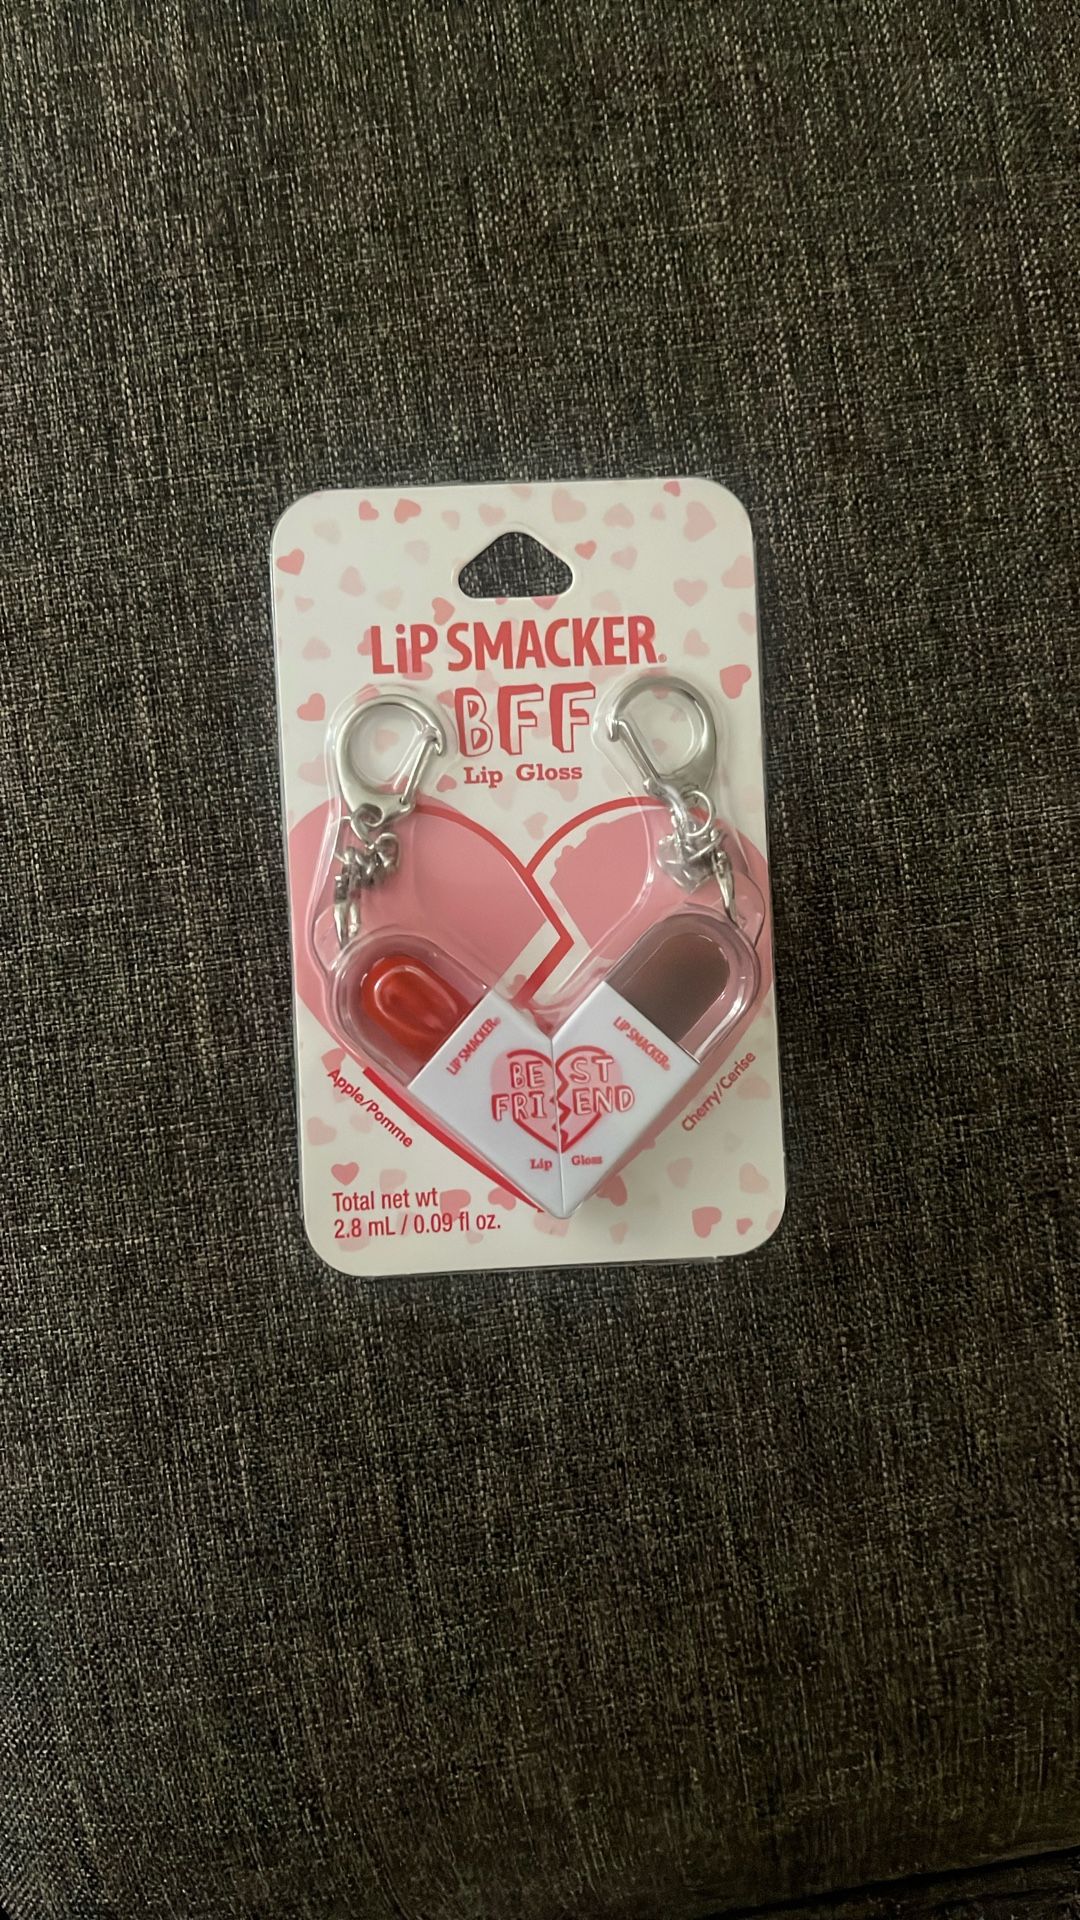 LiP SMACKER®
BFF
Lip Gloss
LiP SMACKER®
LiP SMACKER®
BE ST
FRI END
Lip Gloss
Apple/Pomme
Cherry/Cerise
Total net wt
2.8 mL / 0.09 fl oz.